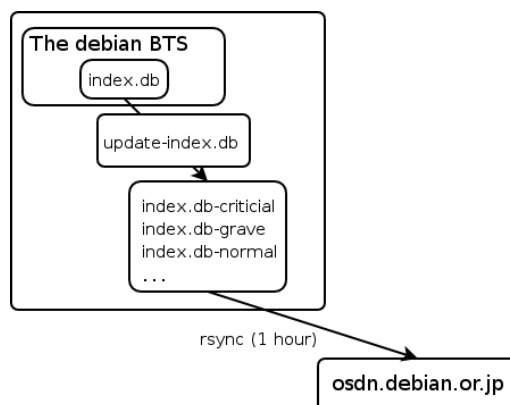 The debian BTS
index.db
update-index.db
index.db-criticial
index.db-grave
index.db-normal
...
rsync (1 hour)
osdn.debian.or.jp